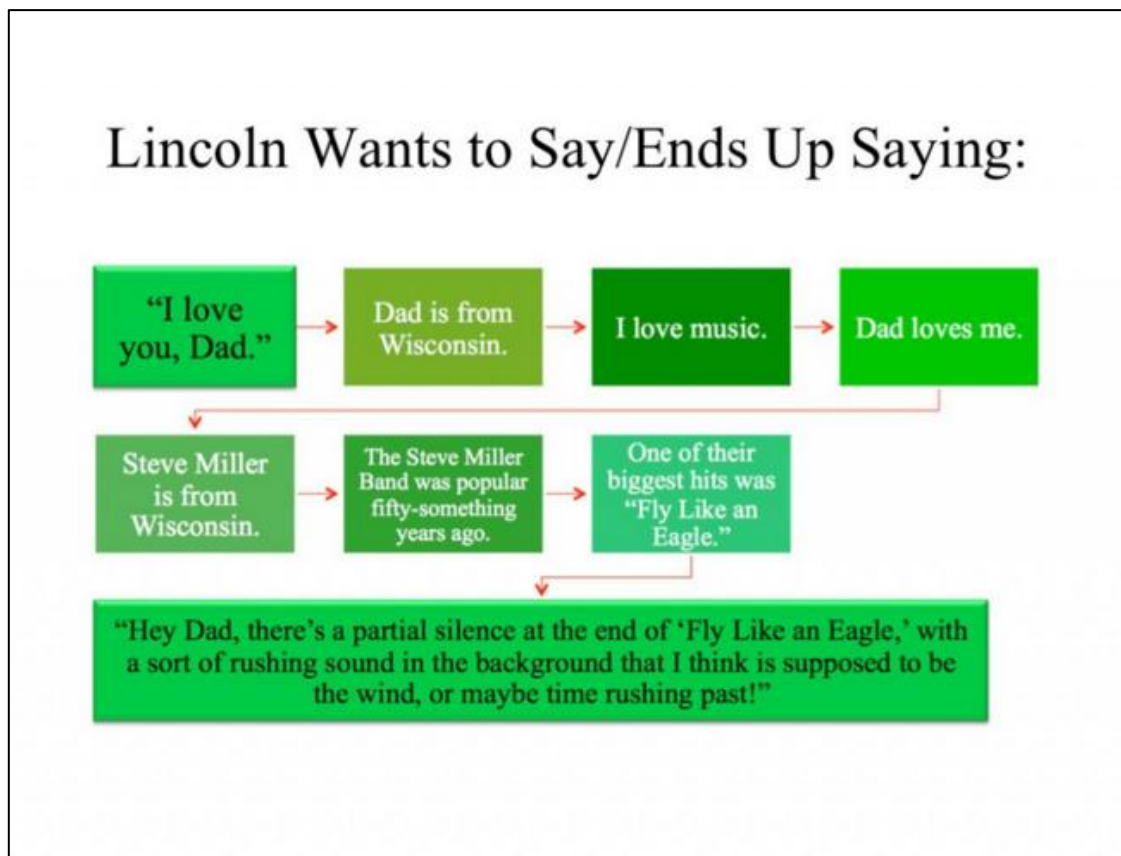 Lincoln Wants to Say/Ends Up Saying:
“I love
you, Dad.”
Dad is from
Wisconsin.
I love music.
Dad loves me.
Steve Miller
is from
Wisconsin.
The Steve Miller
Band was popular
fifty-something
years ago.
One of their
biggest hits was
“Fly Like an
Eagle.”
“Hey Dad, there’s a partial silence at the end of ‘Fly Like an Eagle,’ with
a sort of rushing sound in the background that I think is supposed to be
the wind, or maybe time rushing past!”